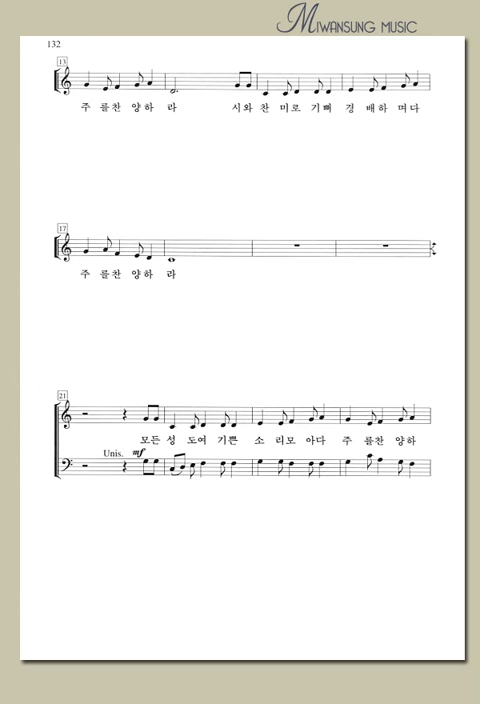 MIWANSUNG MUSIC
132
13
주 를찬 양하 라 시와 찬 미로 기뻐 경 배하 며다
17
주 를찬 양하 라
21
모든 성 도여 기쁜 소 리모 아다 주 를찬 양하
Unis. mf